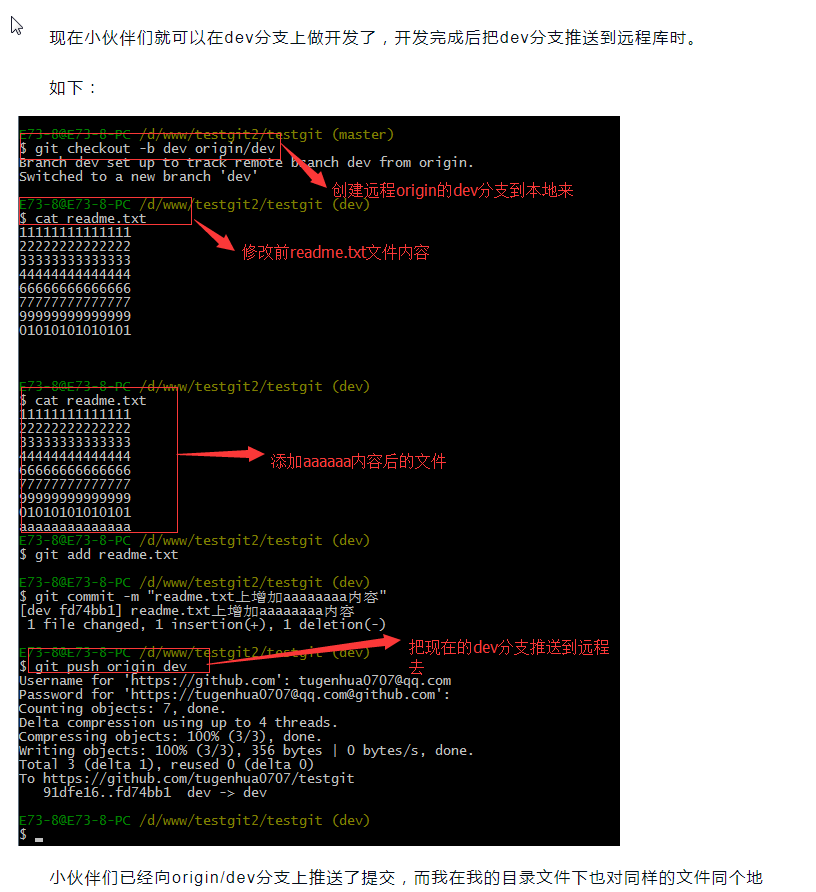 现在小伙伴们就可以在dev分支上做开发了，开发完成后把dev分支推送到远程库时。
如下：
E73-8@E73-8-PC /d/www/testgit2/testgit (master)
$ git checkout -b dev origin/dev
Branch dev set up to track remote branch dev from origin.
Switched to a new branch 'dev'
创建远程origin的dev分支到本地来
E73-8@E73-8-PC /d/www/testgit2/testgit (dev)
$ cat readme.txt
11111111111111
22222222222222
33333333333333
44444444444444
66666666666666
77777777777777
99999999999999
01010101010101
修改前readme.txt文件内容
E73-8@E73-8-PC /d/www/testgit2/testgit (dev)
$ cat readme.txt
11111111111111
22222222222222
33333333333333
44444444444444
66666666666666
77777777777777
99999999999999
01010101010101
aaaaaaaaaaaaaa
添加aaaaaa内容后的文件
E73-8@E73-8-PC /d/www/testgit2/testgit (dev)
$ git add readme.txt
E73-8@E73-8-PC /d/www/testgit2/testgit (dev)
$ git commit -m "readme.txt上增加aaaaaaaa内容"
[dev fd74bb1] readme.txt上增加aaaaaaaa内容
1 file changed, 1 insertion(+), 1 deletion(-)
E73-8@E73-8-PC /d/www/testgit2/testgit (dev)
$ git push origin dev
把现在的dev分支推送到远程
去
Username for 'https://github.com': tugenhua0707@qq.com
Password for 'https://tugenhua0707@qq.com@github.com':
Counting objects: 7, done.
Delta compression using up to 4 threads.
Compressing objects: 100% (3/3), done.
Writing objects: 100% (3/3), 356 bytes | 0 bytes/s, done.
Total 3 (delta 1), reused 0 (delta 0)
To https://github.com/tugenhua0707/testgit
91dfe16..fd74bb1 dev -> dev
E73-8@E73-8-PC /d/www/testgit2/testgit (dev)
$
小伙伴们已经向origin/dev分支上推送了提交，而我在我的目录文件下也对同样的文件同个地